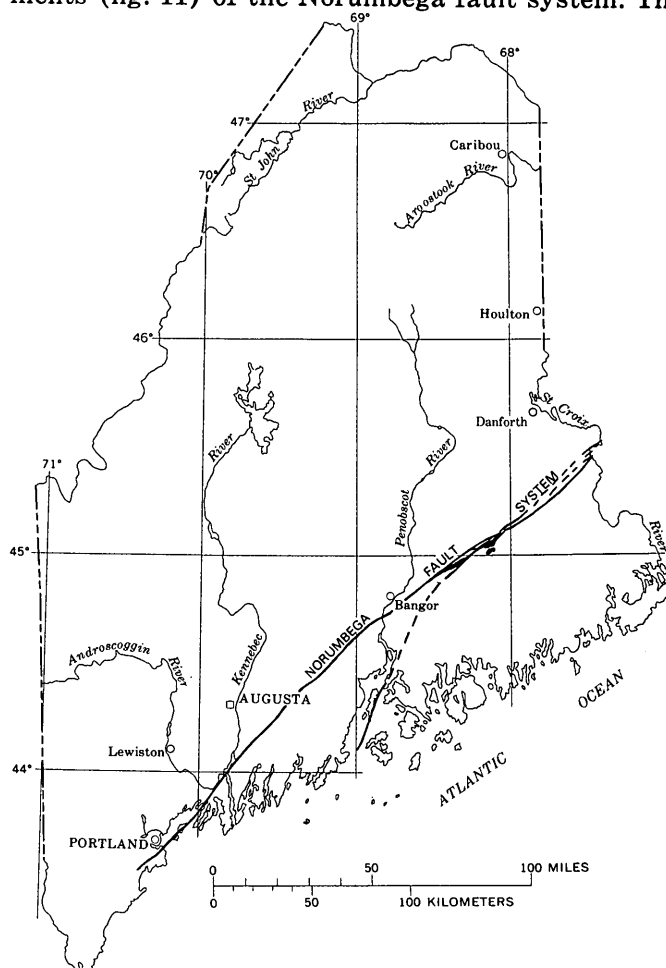 ments (fig. 11) of the Norumbega fault system. Th
69°
68°
47°
River
St John
Caribou
70°
Aroostook River
Houlton
46°
St Croix
Danforth
River
71°
River
Penobscot
SYSTEM
45°
FAULT
River
Bangor
NORUMBEGA
Androscoggin
River
Kennebec
AUGUSTA
OCEAN
Lewiston
44°
ATLANTIC
PORTLAND
0 50 100 MILES
0 50 100 KILOMETERS